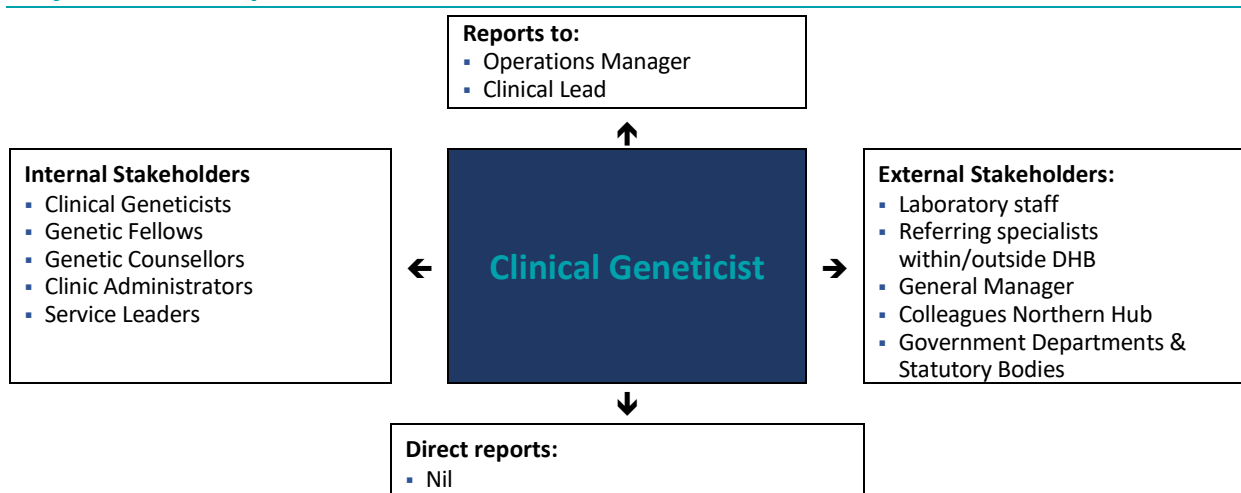 Reports to:
▪ Operations Manager
▪ Clinical Lead
Internal Stakeholders
▪ Clinical Geneticists
▪ Genetic Fellows
▪ Genetic Counsellors
▪ Clinic Administrators
▪ Service Leaders
Clinical Geneticist
External Stakeholders:
▪ Laboratory staff
▪ Referring specialists
within/outside DHB
▪ General Manager
▪ Colleagues Northern Hub
▪ Government Departments &
Statutory Bodies
Direct reports:
▪ Nil